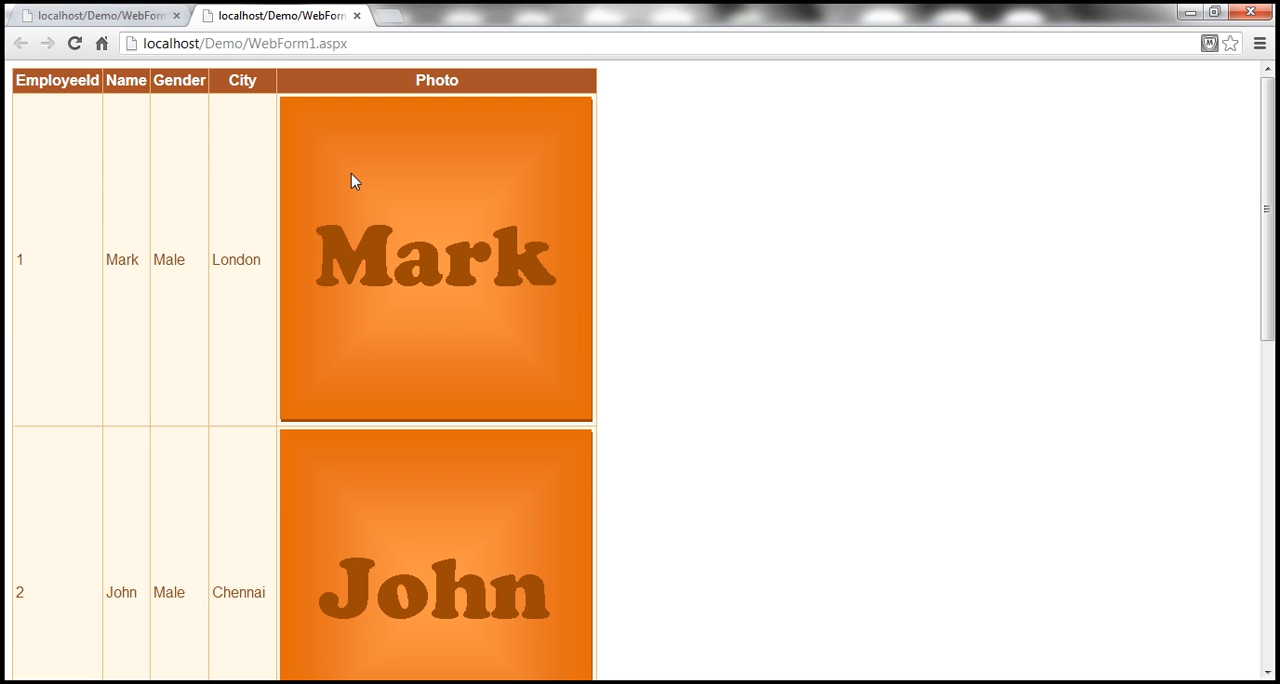 localhost/Demo/WebForm
localhost/Demo/WebForm
localhost/Demo/WebForm1.aspx
EmployeeId Name Gender City Photo
1 Mark Male London Mark
2 John Male Chennai John